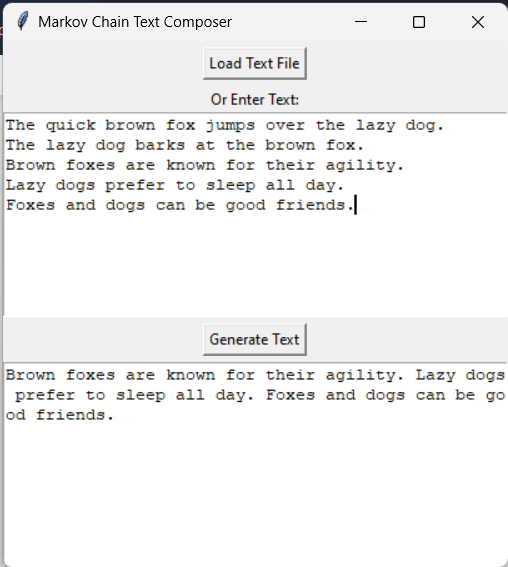 Markov Chain Text Composer
Load Text File
Or Enter Text:
The quick brown fox jumps over the lazy dog.
The lazy dog barks at the brown fox.
Brown foxes are known for their agility.
Lazy dogs prefer to sleep all day.
Foxes and dogs can be good friends.
Generate Text
Brown foxes are known for their agility. Lazy dogs
 prefer to sleep all day. Foxes and dogs can be go
od friends.